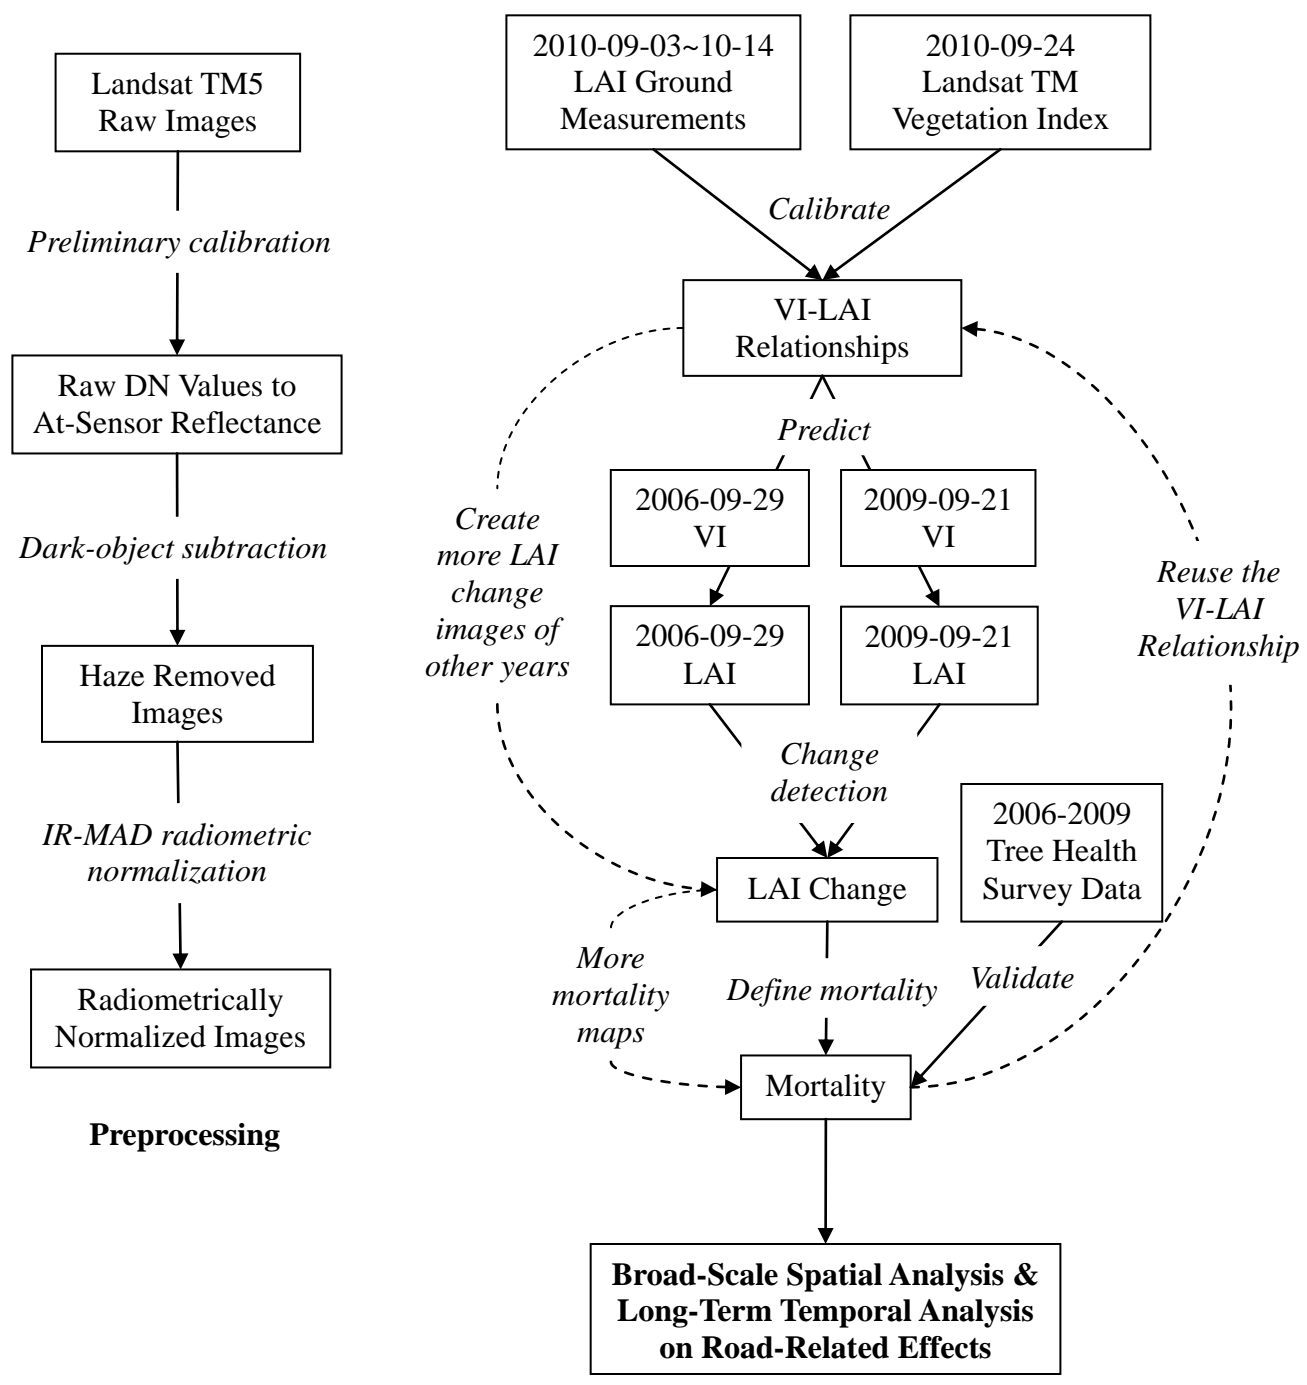 Landsat TM5
Raw Images
Preliminary calibration
Raw DN Values to
At-Sensor Reflectance
Dark-object subtraction
Haze Removed
Images
IR-MAD radiometric
normalization
Radiometrically
Normalized Images
Preprocessing
2010-09-03~10-14
LAI Ground
Measurements
2010-09-24
Landsat TM
Vegetation Index
Calibrate
VI-LAI
Relationships
Predict
2006-09-29
VI
2009-09-21
VI
Create
more LAI
change
images of
other years
Reuse the
VI-LAI
Relationship
2006-09-29
LAI
2009-09-21
LAI
Change
detection
2006-2009
Tree Health
Survey Data
LAI Change
More
mortality
maps
Define mortality
Validate
Mortality
Broad-Scale Spatial Analysis &
Long-Term Temporal Analysis
on Road-Related Effects